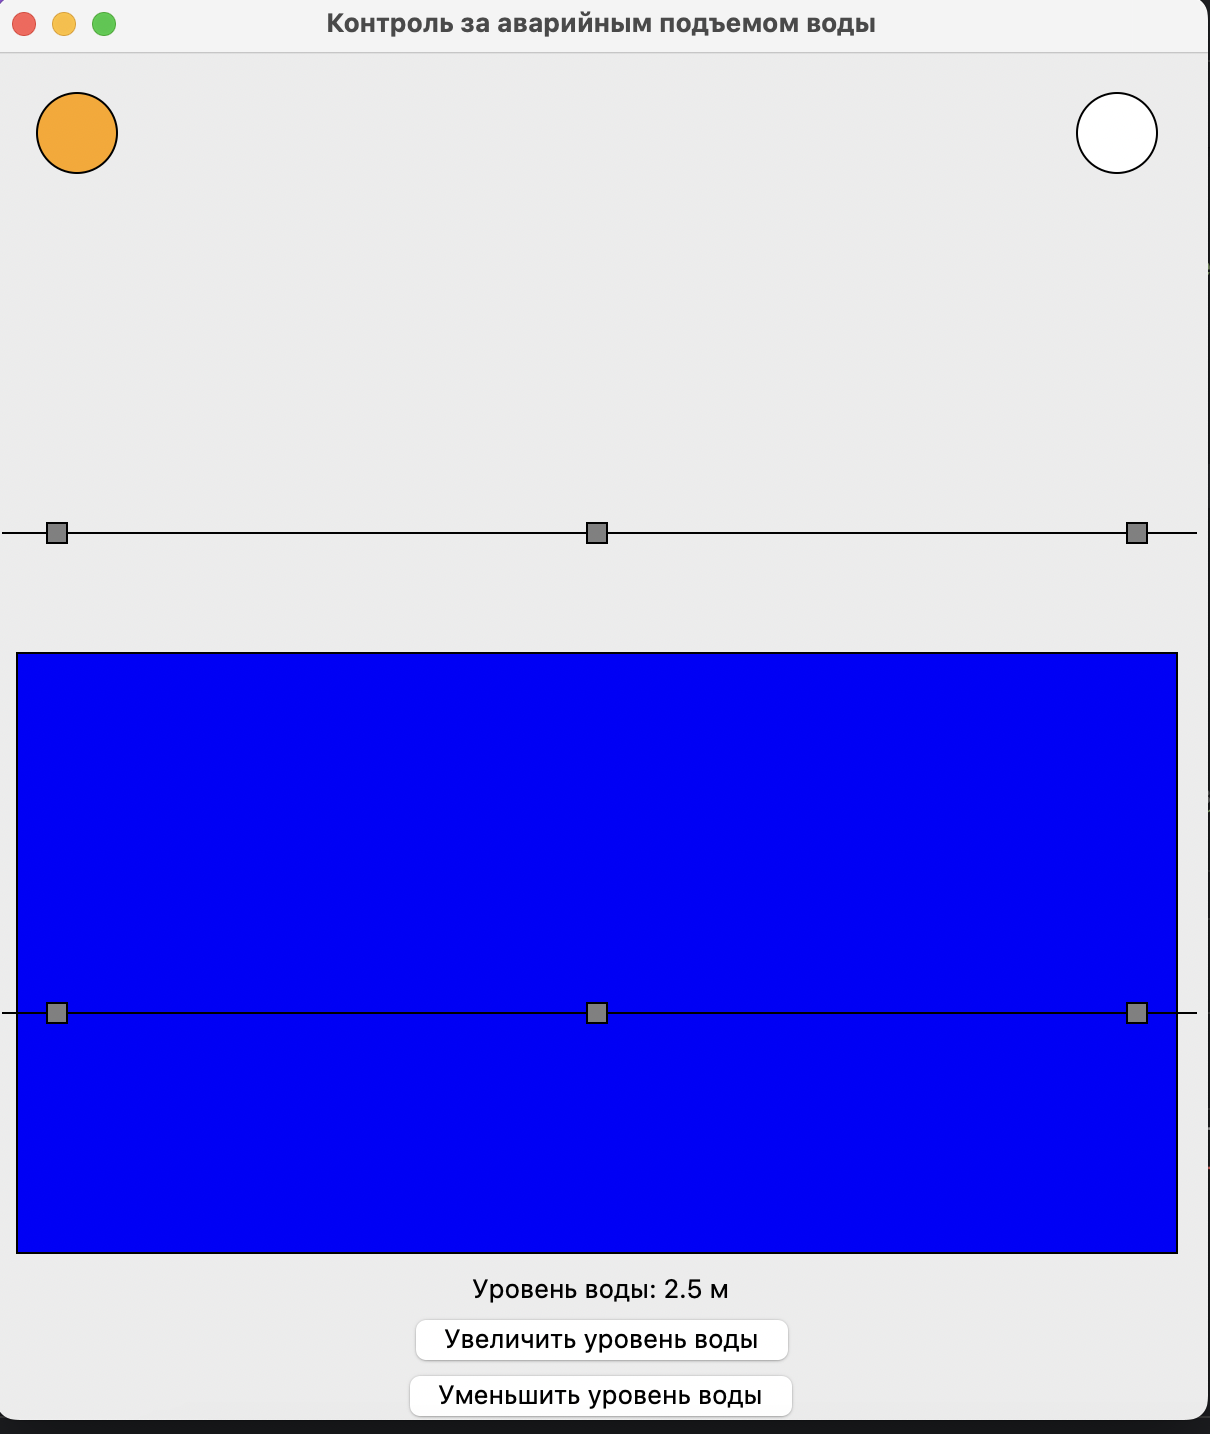 Контроль за аварийным подъемом воды
Уровень воды: 2.5 м
Увеличить уровень воды
Уменьшить уровень воды